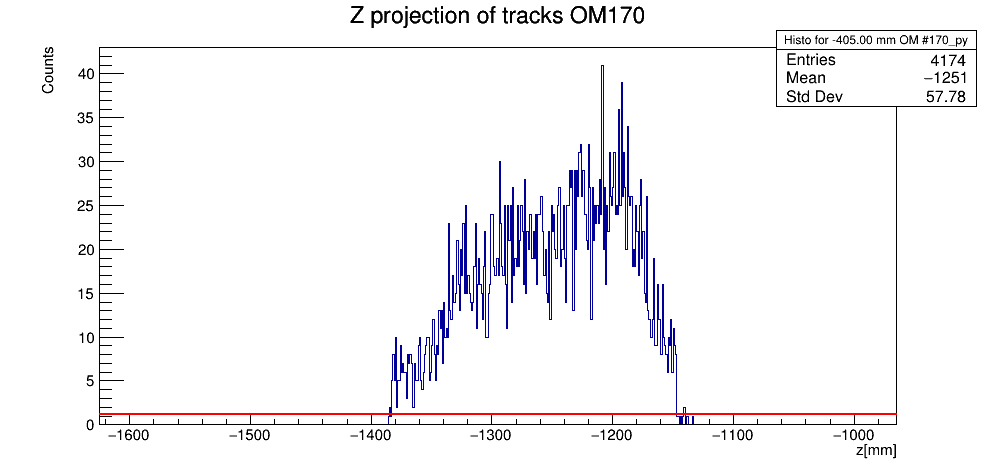 Z projection of tracks OM170
Histo for -405.00 mm OM #170_py
Entries 4174
Mean −1251
Std Dev 57.78
Counts
40
35
30
25
20
15
10
5
0
−1600 −1500 −1400 −1300 −1200 −1100 −1000
z[mm]